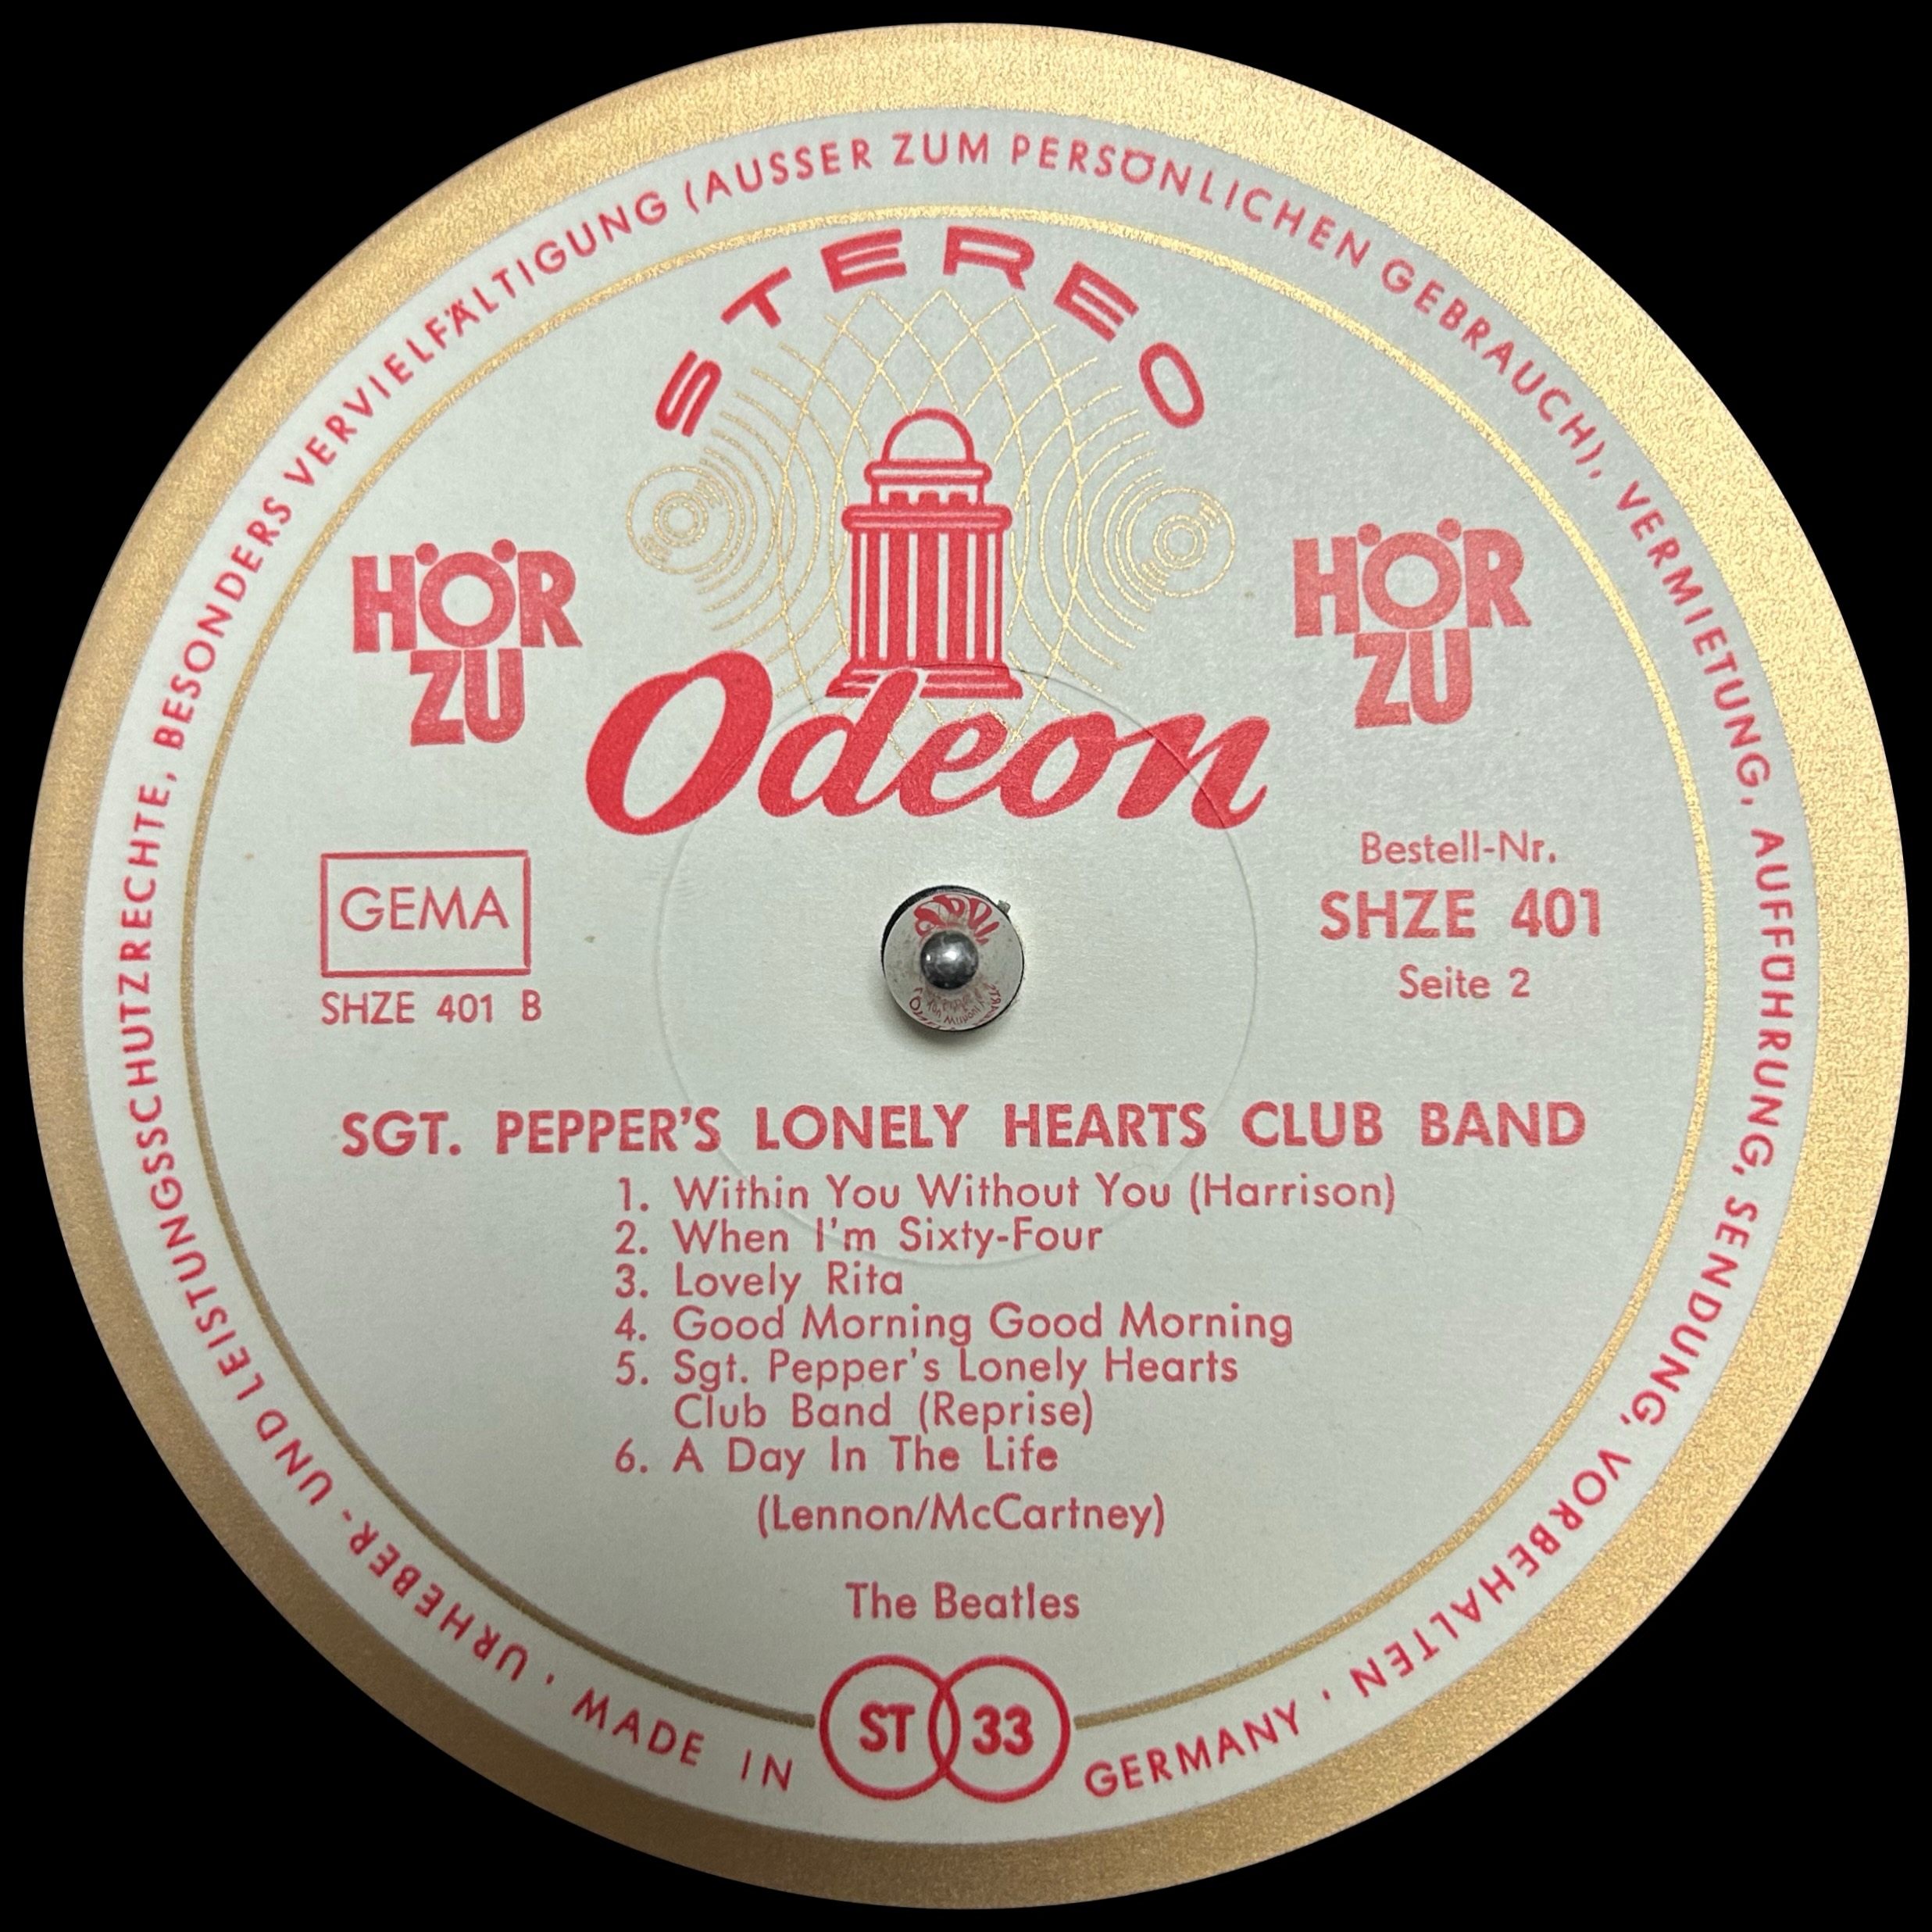 URHEBER- UND LEISTUNGSSCHUTZRECHTE, BESONDERS VERVIELFÄLTIGUNG (AUSSER ZUM PERSÖNLICHEN GEBRAUCH), VERMIETUNG, AUFFÜHRUNG, SENDUNG, VORBEHALTEN ·
STEREO
HÖR
ZU
HÖR
ZU
Odeon
GEMA
SHZE 401 B
Bestell-Nr.
SHZE 401
Seite 2
SGT. PEPPER'S LONELY HEARTS CLUB BAND
1. Within You Without You (Harrison)
2. When I'm Sixty-Four
3. Lovely Rita
4. Good Morning Good Morning
5. Sgt. Pepper's Lonely Hearts
Club Band (Reprise)
6. A Day In The Life
(Lennon/McCartney)
The Beatles
ST 33
· MADE IN GERMANY